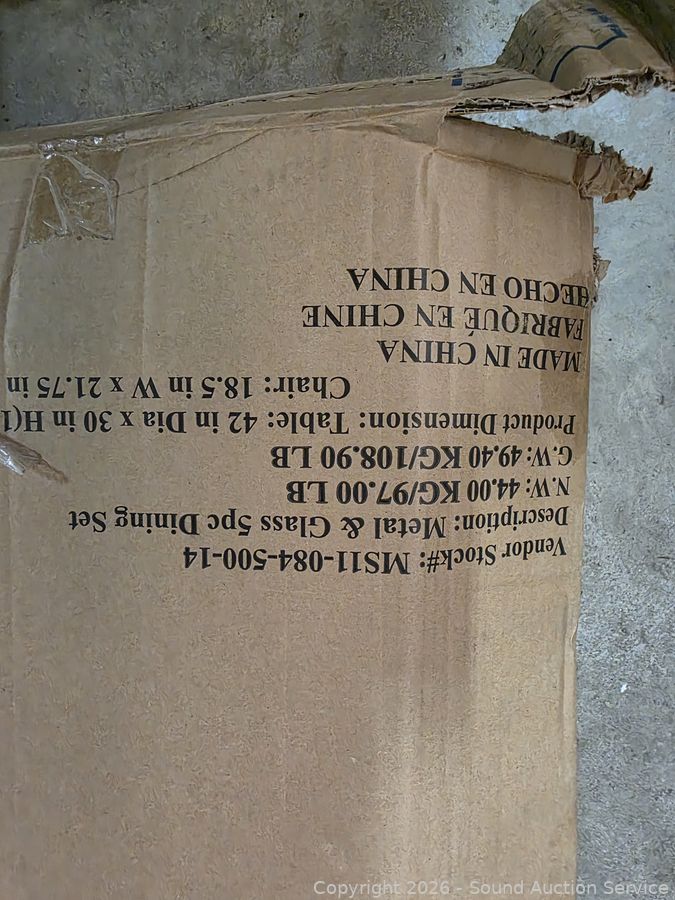 Vendor Stock#: MS11-084-500-14
Description: Metal & Glass 5pc Dining Set
N.W: 44.00 KG/97.00 LB
G.W: 49.40 KG/108.90 LB
Product Dimension: Table: 42 in Dia x 30 in H(1
Chair: 18.5 in W x 21.75 in
MADE IN CHINA
FABRIQUÉ EN CHINE
HECHO EN CHINA
Copyright 2026 - Sound Auction Service